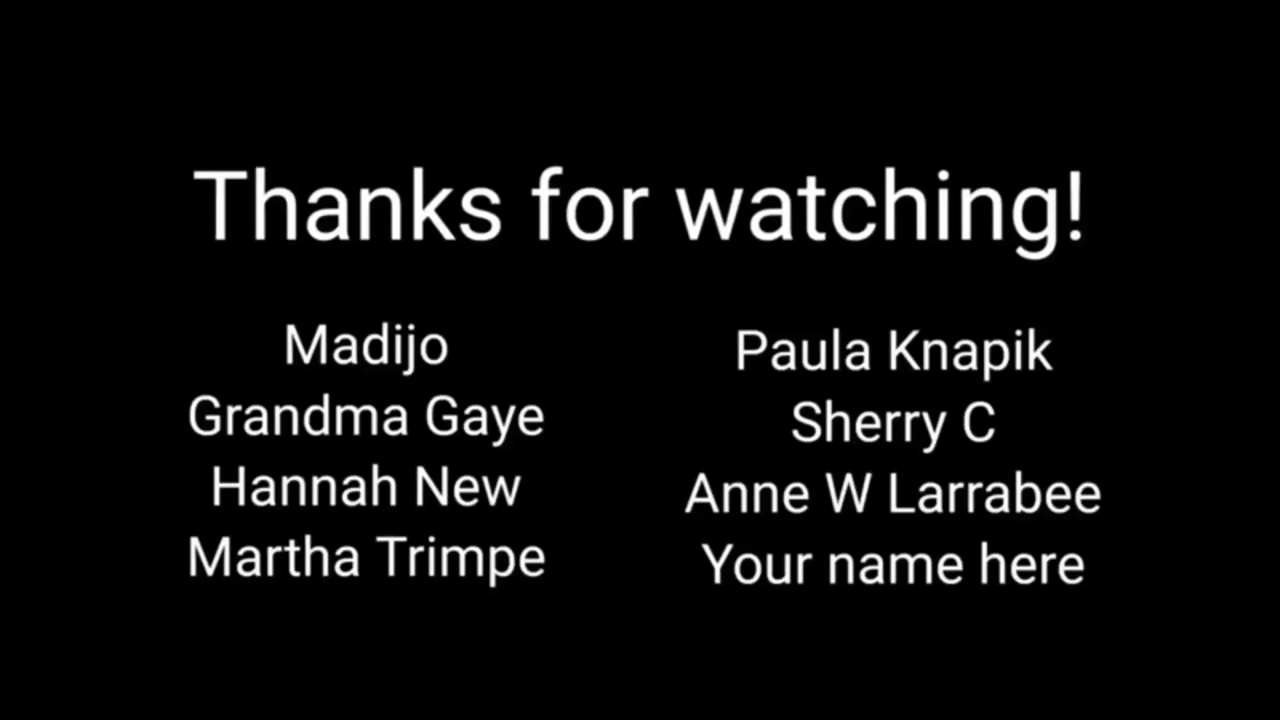 Thanks for watching!
Madijo
Grandma Gaye
Hannah New
Martha Trimpe
Paula Knapik
Sherry C
Anne W Larrabee
Your name here